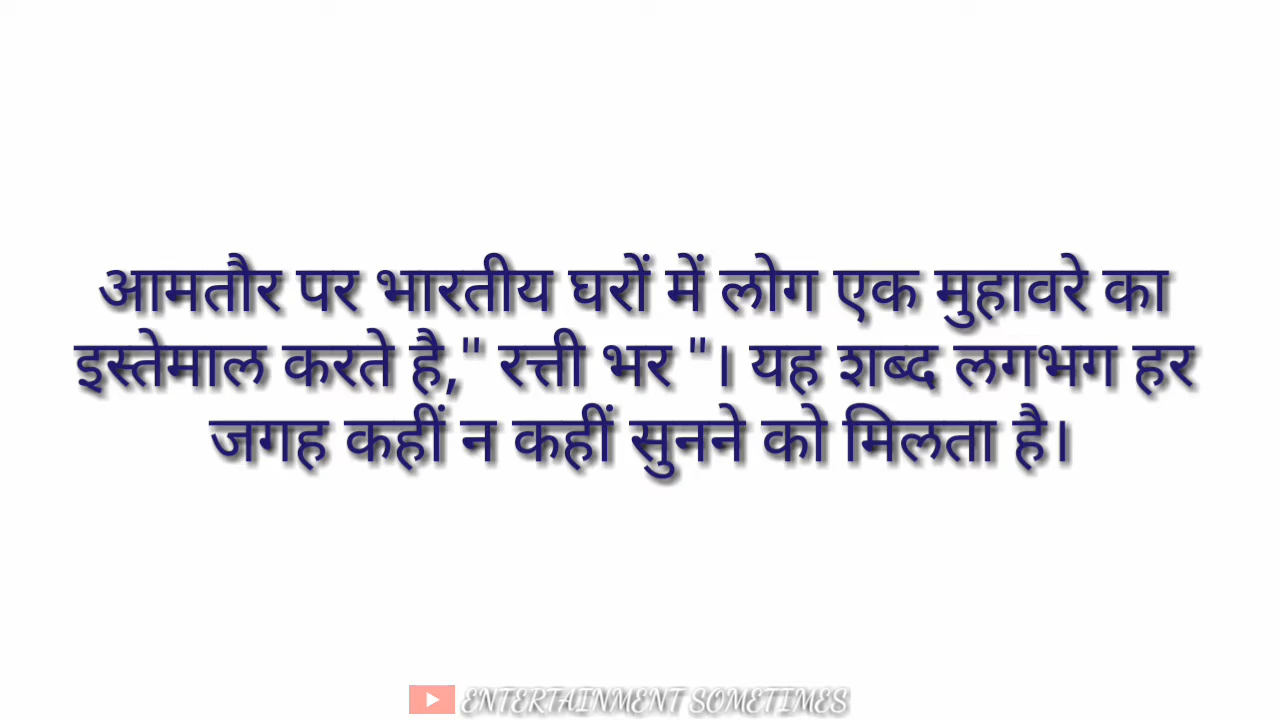 आमतौर पर भारतीय घरों में लोग एक मुहावरे का
इस्तेमाल करते है," रत्ती भर "। यह शब्द लगभग हर
जगह कहीं न कहीं सुनने को मिलता है।
ENTERTAINMENT SOMETIMES